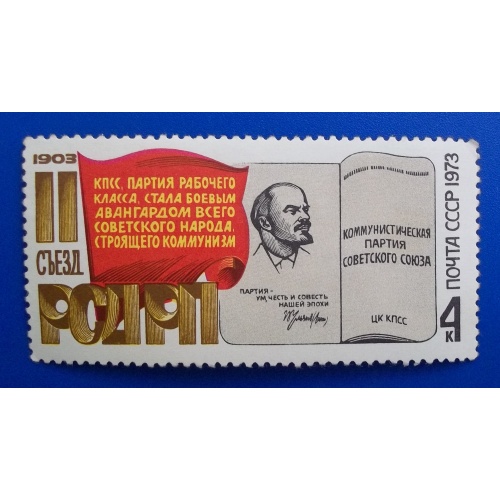 1903
II
СЪЕЗД
РСДРП
КПСС, ПАРТИЯ РАБОЧЕГО
КЛАССА, СТАЛА БОЕВЫМ
АВАНГАРДОМ ВСЕГО
СОВЕТСКОГО НАРОДА,
СТРОЯЩЕГО КОММУНИЗМ
ПАРТИЯ-
УМ, ЧЕСТЬ И СОВЕСТЬ
НАШЕЙ ЭПОХИ
КОММУНИСТИЧЕСКАЯ
ПАРТИЯ
СОВЕТСКОГО СОЮЗА
ЦК КПСС
ПОЧТА СССР 1973
4к